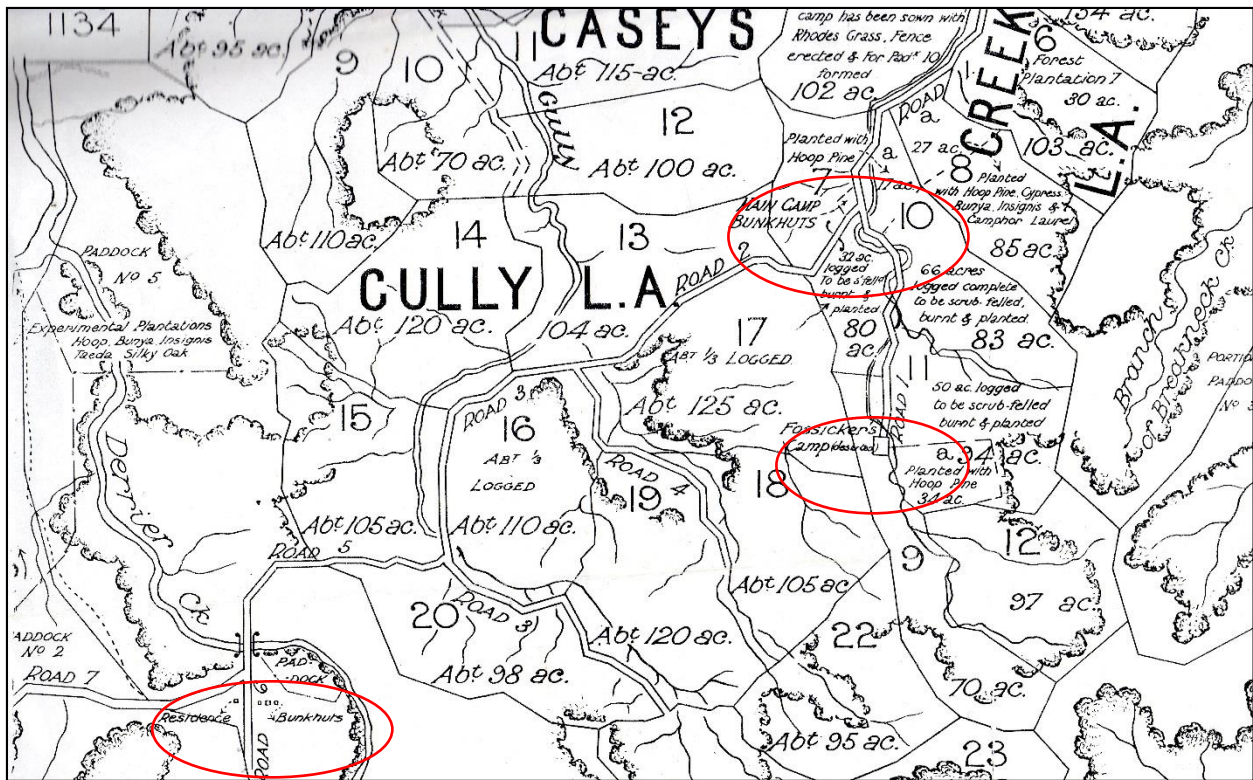 1134
Abt 95 ac.
9
10
11
CASEYS
Abt 115 ac.
GULLY
camp has been sown with
Rhodes Grass, Fence
erected & for Padk 10
formed
102 ac.
ROAD
a
CREEK
L.A.
134 ac.
6
Forest
Plantation 7
30 ac.
103 ac.
12
Abt 100 ac.
Abt 70 ac.
Planted with
Hoop Pine
7
a
27 ac.
8
Planted
with Hoop Pine, Cypress
Bunya, Insignis &
Camphor Laurel
85 ac.
MAIN CAMP
BUNKHUTS
10
Abt 110 ac.
14
13
ROAD 2
32 ac.
logged
to be s'felled
burnt &
planted
80
ac.
66 acres
logged complete
to be scrub-felled,
burnt & planted.
83 ac.
CULLY L.A.
PADDOCK
No 5
Experimental Plantations
Hoop, Bunya, Insignis
Taeda, Silky Oak
Abt 120 ac.
104 ac.
17
ABT 1/3 LOGGED
Abt 125 ac.
11
50 ac. logged
to be scrub-felled
burnt & planted
94 ac.
Branch
or Breakneck Ck
15
ROAD 3
16
ABT 1/3
LOGGED
Abt 110 ac.
Fossickers
Camp (deserted)
ROAD 1
a
Planted with
Hoop Pine
34 ac.
18
19
ROAD 4
Derrier
Ck
Abt 105 ac.
ROAD 5
Abt 105 ac
9
12
97 ac.
20
ROAD 3
Abt 120 ac.
22
Abt 98 ac.
70 ac.
PADDOCK
No 2
ROAD 7
PAD
DOCK
Residence
Bunkhuts
ROAD 6
Abt 95 ac.
23